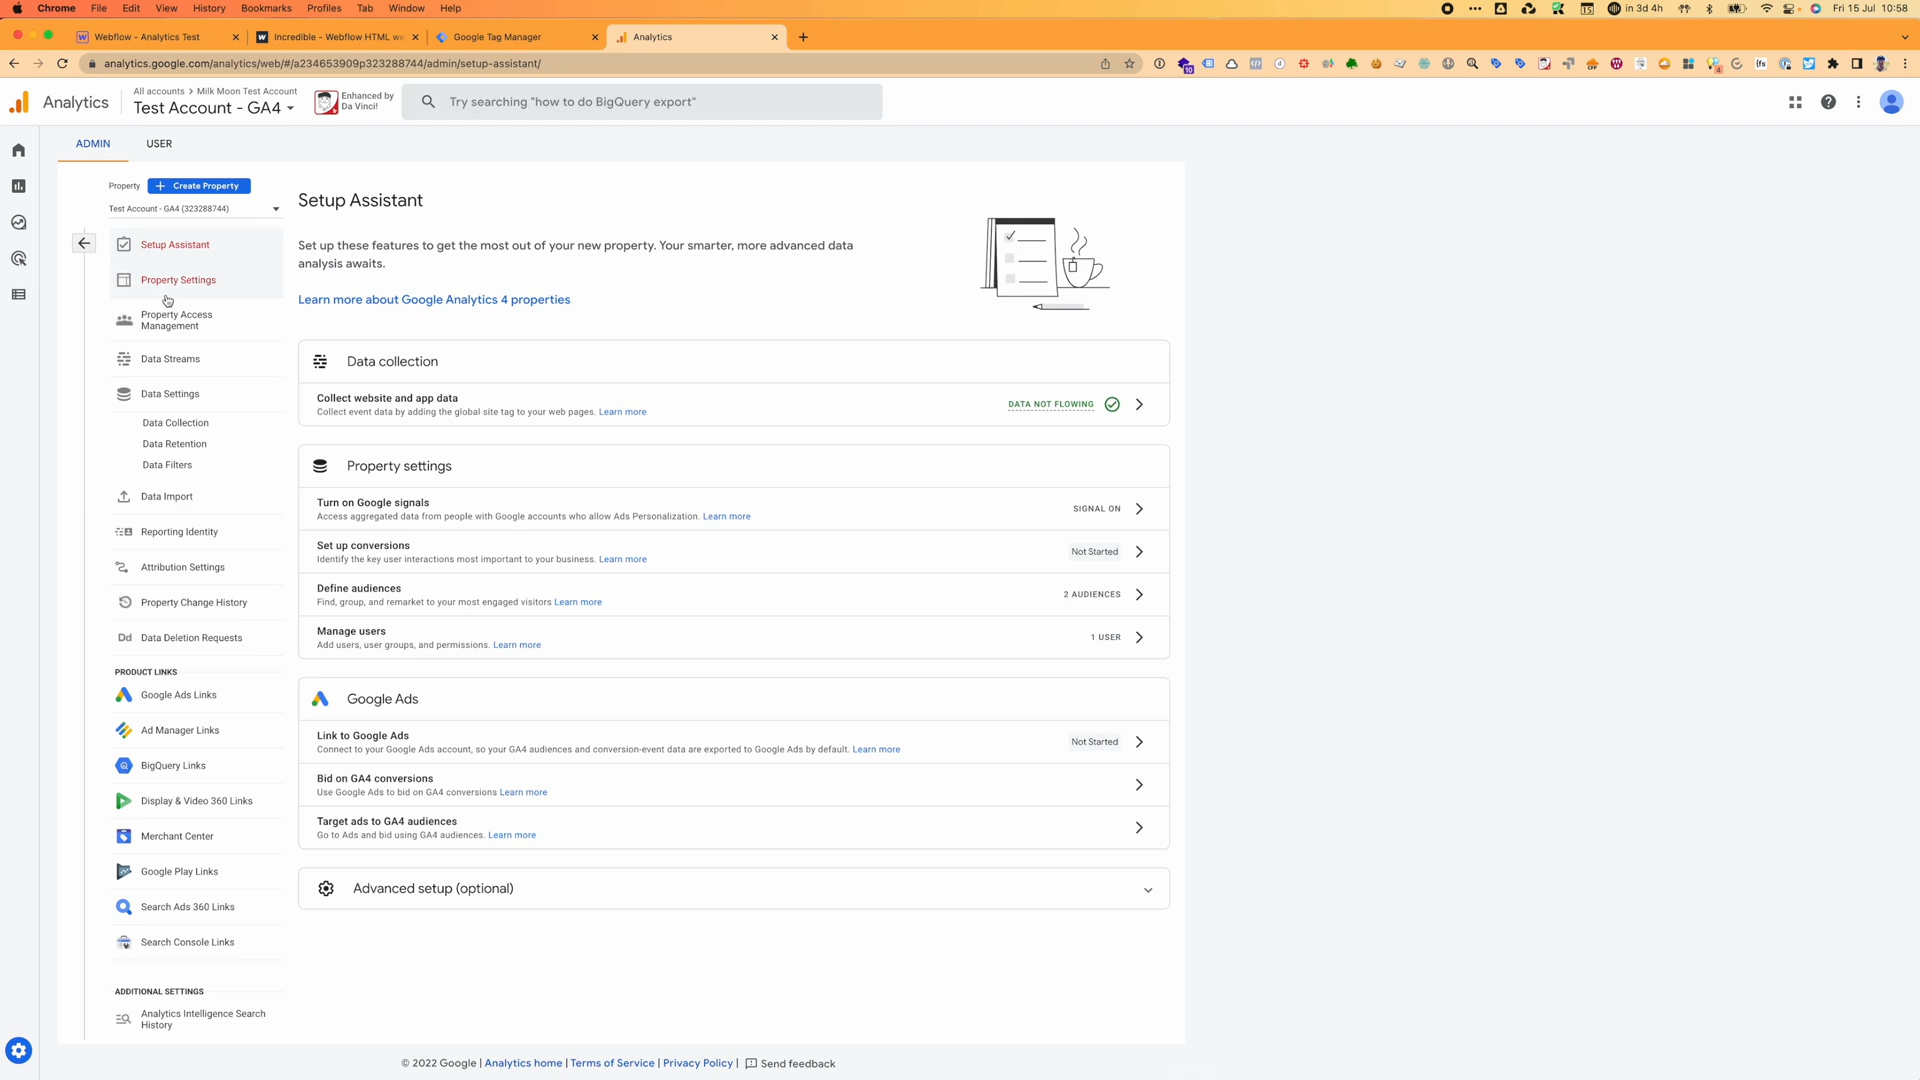 Chrome File Edit View History Bookmarks Profiles Tab Window Help
in 3d 4h Fri 15 Jul 10:58
Webflow - Analytics Test
Incredible - Webflow HTML we
Google Tag Manager
Analytics
analytics.google.com/analytics/web/#/a234653909p323288744/admin/setup-assistant/
Analytics
All accounts > Milk Moon Test Account
Test Account - GA4
Enhanced by
Da Vinci!
Try searching "how to do BigQuery export"
ADMIN USER
Property + Create Property
Test Account - GA4 (323288744)
Setup Assistant
Property Settings
Property Access
Management
Data Streams
Data Settings
Data Collection
Data Retention
Data Filters
Data Import
Reporting Identity
Attribution Settings
Property Change History
Dd Data Deletion Requests
PRODUCT LINKS
Google Ads Links
Ad Manager Links
BigQuery Links
Display & Video 360 Links
Merchant Center
Google Play Links
Search Ads 360 Links
Search Console Links
ADDITIONAL SETTINGS
Analytics Intelligence Search
History
Setup Assistant
Set up these features to get the most out of your new property. Your smarter, more advanced data
analysis awaits.
Learn more about Google Analytics 4 properties
Data collection
Collect website and app data
Collect event data by adding the global site tag to your web pages. Learn more
DATA NOT FLOWING
Property settings
Turn on Google signals
Access aggregated data from people with Google accounts who allow Ads Personalization. Learn more
SIGNAL ON
Set up conversions
Identify the key user interactions most important to your business. Learn more
Not Started
Define audiences
Find, group, and remarket to your most engaged visitors Learn more
2 AUDIENCES
Manage users
Add users, user groups, and permissions. Learn more
1 USER
Google Ads
Link to Google Ads
Connect to your Google Ads account, so your GA4 audiences and conversion-event data are exported to Google Ads by default. Learn more
Not Started
Bid on GA4 conversions
Use Google Ads to bid on GA4 conversions Learn more
Target ads to GA4 audiences
Go to Ads and bid using GA4 audiences. Learn more
Advanced setup (optional)
© 2022 Google | Analytics home | Terms of Service | Privacy Policy | Send feedback